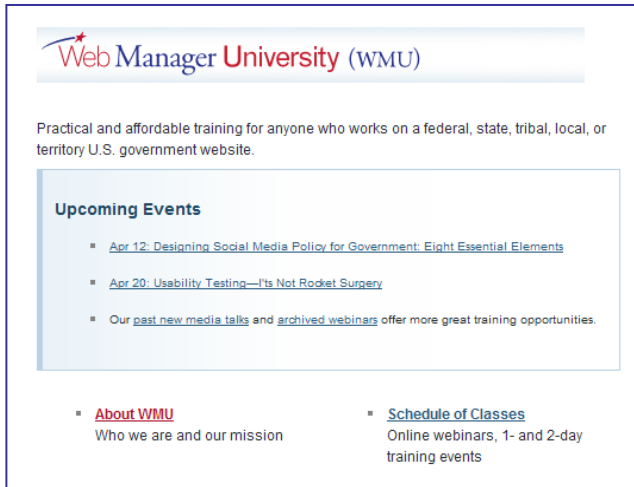 Web Manager University (WMU)
Practical and affordable training for anyone who works on a federal, state, tribal, local, or
territory U.S. government website.
Upcoming Events
Apr 12: Designing Social Media Policy for Government: Eight Essential Elements
Apr 20: Usability Testing—I'ts Not Rocket Surgery
Our past new media talks and archived webinars offer more great training opportunities.
About WMU
Who we are and our mission
Schedule of Classes
Online webinars, 1- and 2-day
training events